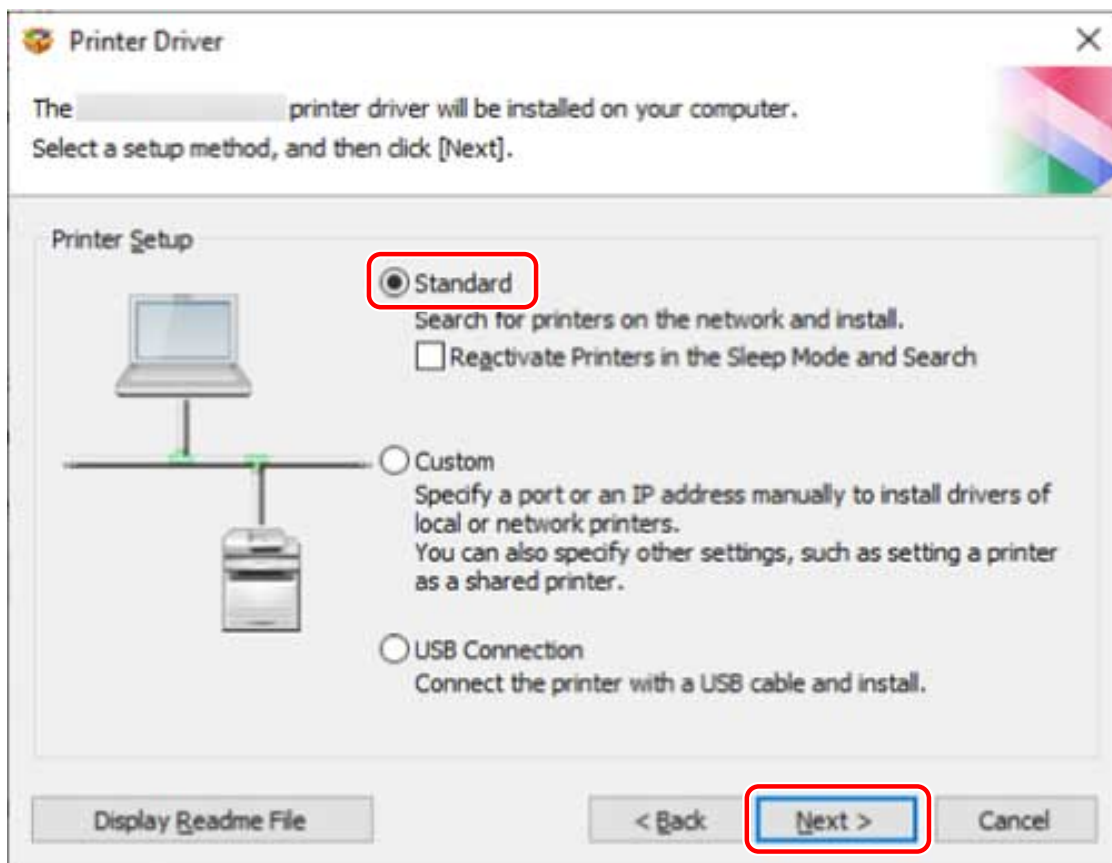 Printer Driver
The printer driver will be installed on your computer.
Select a setup method, and then click [Next].
Printer Setup
Standard
Search for printers on the network and install.
Reactivate Printers in the Sleep Mode and Search
Custom
Specify a port or an IP address manually to install drivers of
local or network printers.
You can also specify other settings, such as setting a printer
as a shared printer.
USB Connection
Connect the printer with a USB cable and install.
Display Readme File
< Back
Next >
Cancel